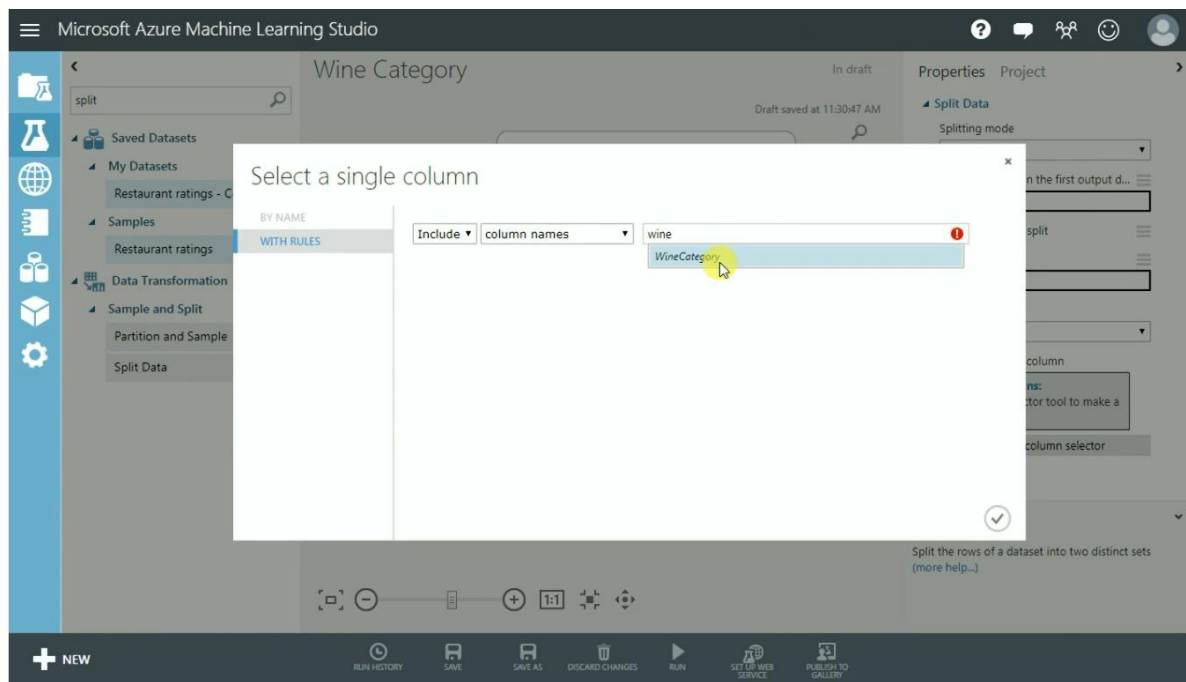 Microsoft Azure Machine Learning Studio
split
Saved Datasets
My Datasets
Restaurant ratings - C
Samples
Restaurant ratings
Data Transformation
Sample and Split
Partition and Sample
Split Data
Wine Category
In draft
Draft saved at 11:30:47 AM
Properties Project
Split Data
Splitting mode
n the first output d...
split
column
ns:
ctor tool to make a
column selector
Split the rows of a dataset into two distinct sets
(more help...)
Select a single column
BY NAME
WITH RULES
Include column names wine
WineCategory
1:1
NEW
RUN HISTORY
SAVE
SAVE AS
DISCARD CHANGES
RUN
SET UP WEB
SERVICE
PUBLISH TO
GALLERY